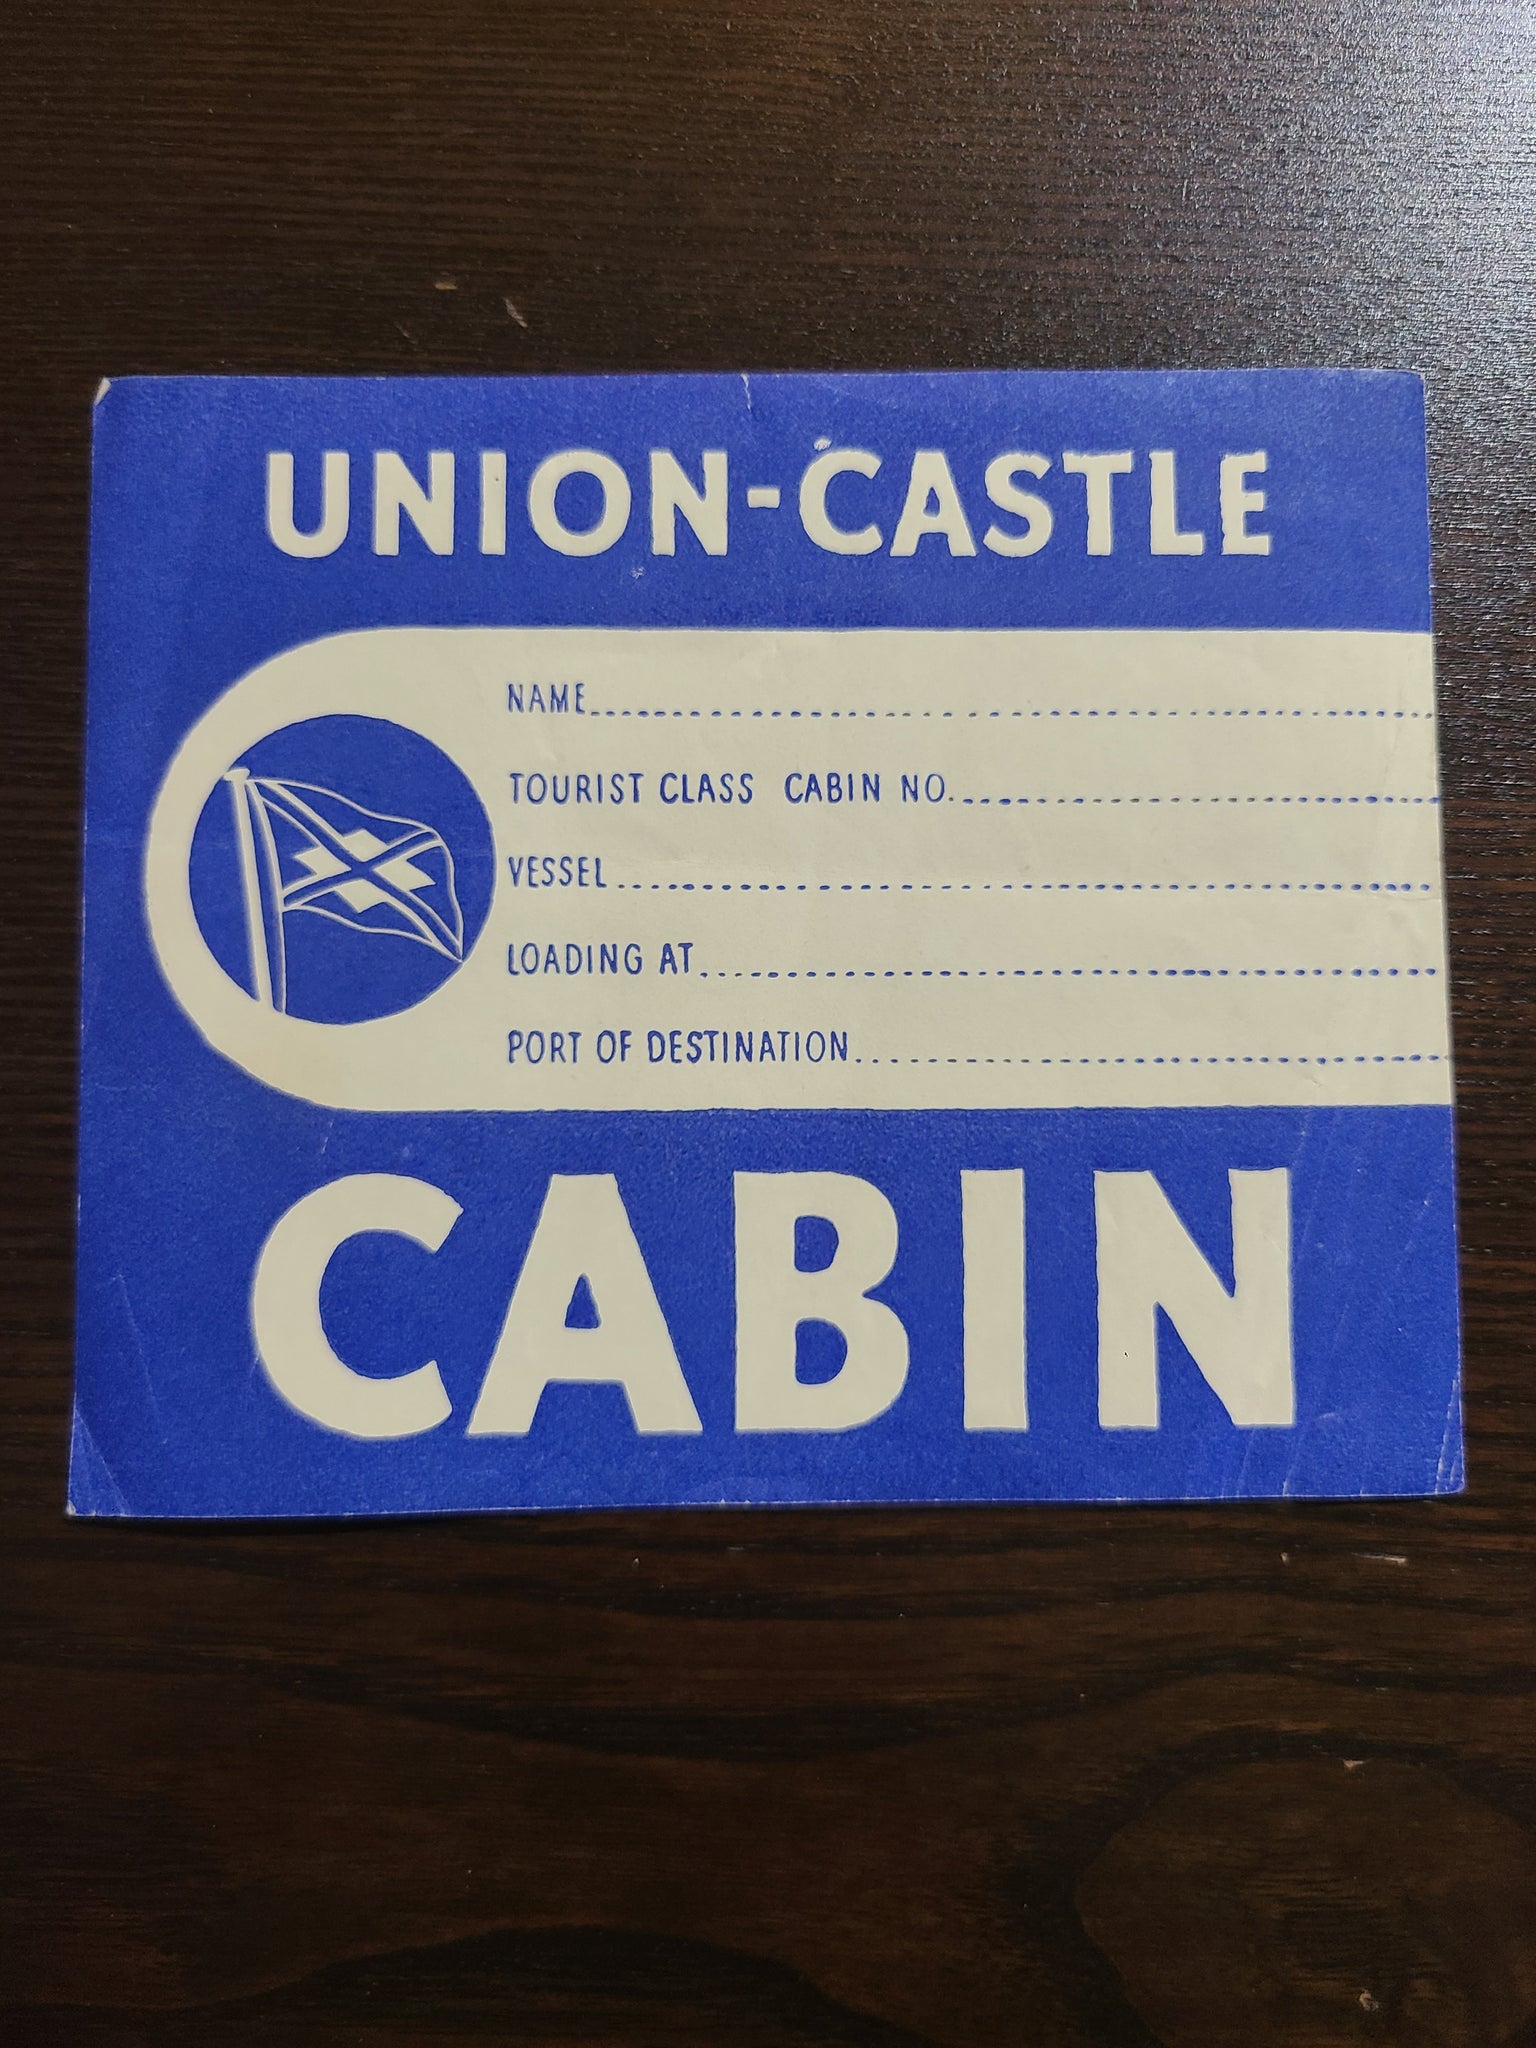 UNION-CASTLE
NAME
TOURIST CLASS CABIN NO.
VESSEL
LOADING AT
PORT OF DESTINATION
CABIN